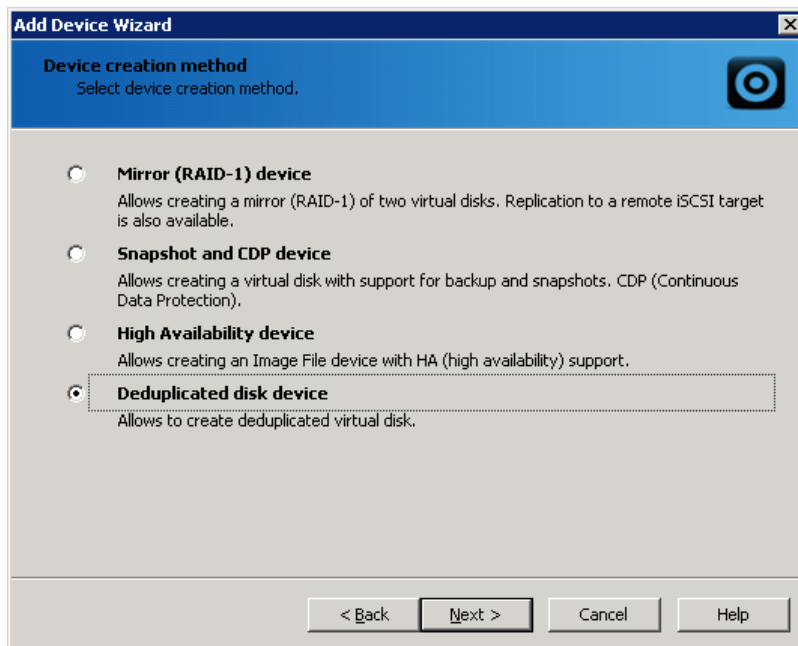 Add Device Wizard
Device creation method
Select device creation method.
Mirror (RAID-1) device
Allows creating a mirror (RAID-1) of two virtual disks. Replication to a remote iSCSI target
is also available.
Snapshot and CDP device
Allows creating a virtual disk with support for backup and snapshots. CDP (Continuous
Data Protection).
High Availability device
Allows creating an Image File device with HA (high availability) support.
Deduplicated disk device
Allows to create deduplicated virtual disk.
< Back Next > Cancel Help